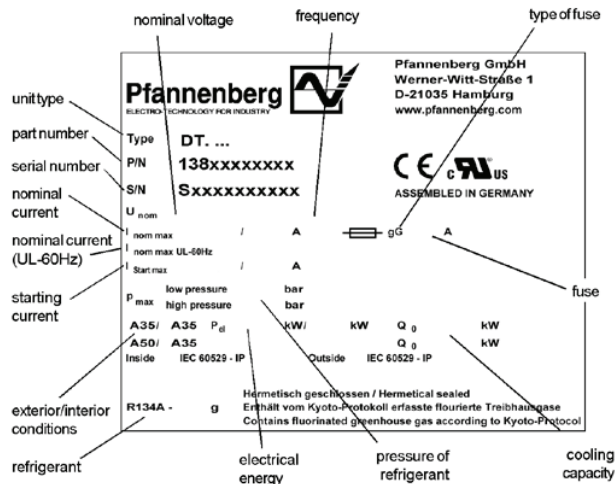 nominal voltage
frequency
type of fuse
Pfannenberg
ELECTRO-TECHNOLOGY FOR INDUSTRY
Pfannenberg GmbH
Werner-Witt-Straße 1
D-21035 Hamburg
www.pfannenberg.com
unit type
Type DT. ...
part number
P/N 138xxxxxxxx
serial number
S/N Sxxxxxxxxxx
CE c RU US
ASSEMBLED IN GERMANY
U nom
nominal current
I nom max / A gG A
nominal current (UL-60Hz)
I nom max UL-60Hz
I Start max / A
starting current
fuse
P max low pressure bar
high pressure bar
A35/ A35 P el kW/ kW Q 0 kW
A50/ A35 Q 0 kW
Inside IEC 60529 - IP Outside IEC 60529 - IP
Hermetisch geschlossen / Hermetical sealed
R134A - g Enthält vom Kyoto-Protokoll erfasste flourierte Treibhausgase
Contains fluorinated greenhouse gas according to Kyoto-Protocol
exterior/interior conditions
refrigerant
electrical energy
pressure of refrigerant
cooling capacity